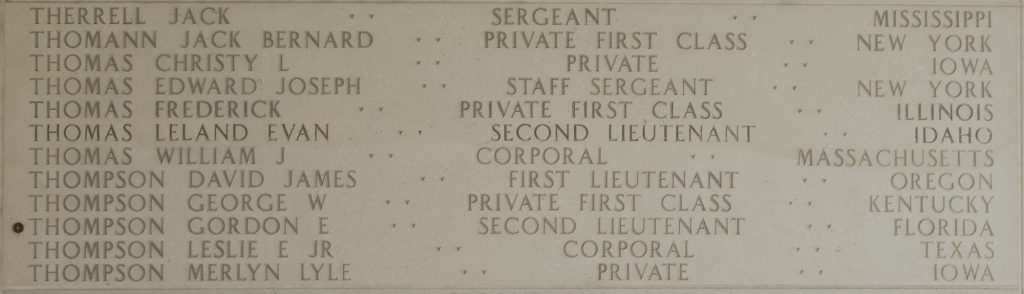 THERRELL JACK SERGEANT MISSISSIPPI
THOMANN JACK BERNARD PRIVATE FIRST CLASS NEW YORK
THOMAS CHRISTY L PRIVATE IOWA
THOMAS EDWARD JOSEPH STAFF SERGEANT NEW YORK
THOMAS FREDERICK PRIVATE FIRST CLASS ILLINOIS
THOMAS LELAND EVAN SECOND LIEUTENANT IDAHO
THOMAS WILLIAM J CORPORAL MASSACHUSETTS
THOMPSON DAVID JAMES FIRST LIEUTENANT OREGON
THOMPSON GEORGE W PRIVATE FIRST CLASS KENTUCKY
THOMPSON GORDON E SECOND LIEUTENANT FLORIDA
THOMPSON LESLIE E JR CORPORAL TEXAS
THOMPSON MERLYN LYLE PRIVATE IOWA